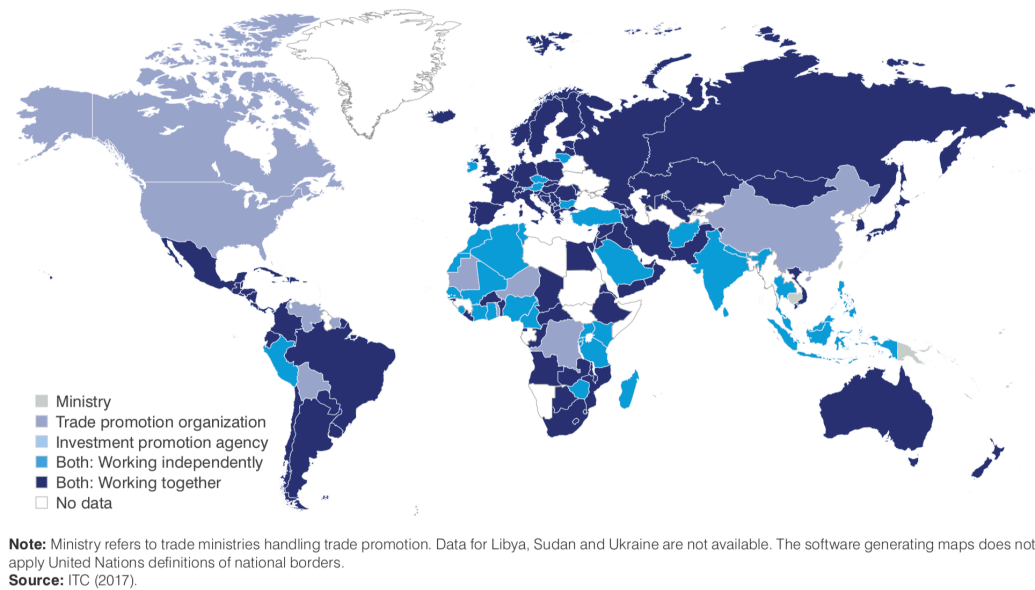 Ministry
Trade promotion organization
Investment promotion agency
Both: Working independently
Both: Working together
No data
Note: Ministry refers to trade ministries handling trade promotion. Data for Libya, Sudan and Ukraine are not available. The software generating maps does not
apply United Nations definitions of national borders.
Source: ITC (2017).